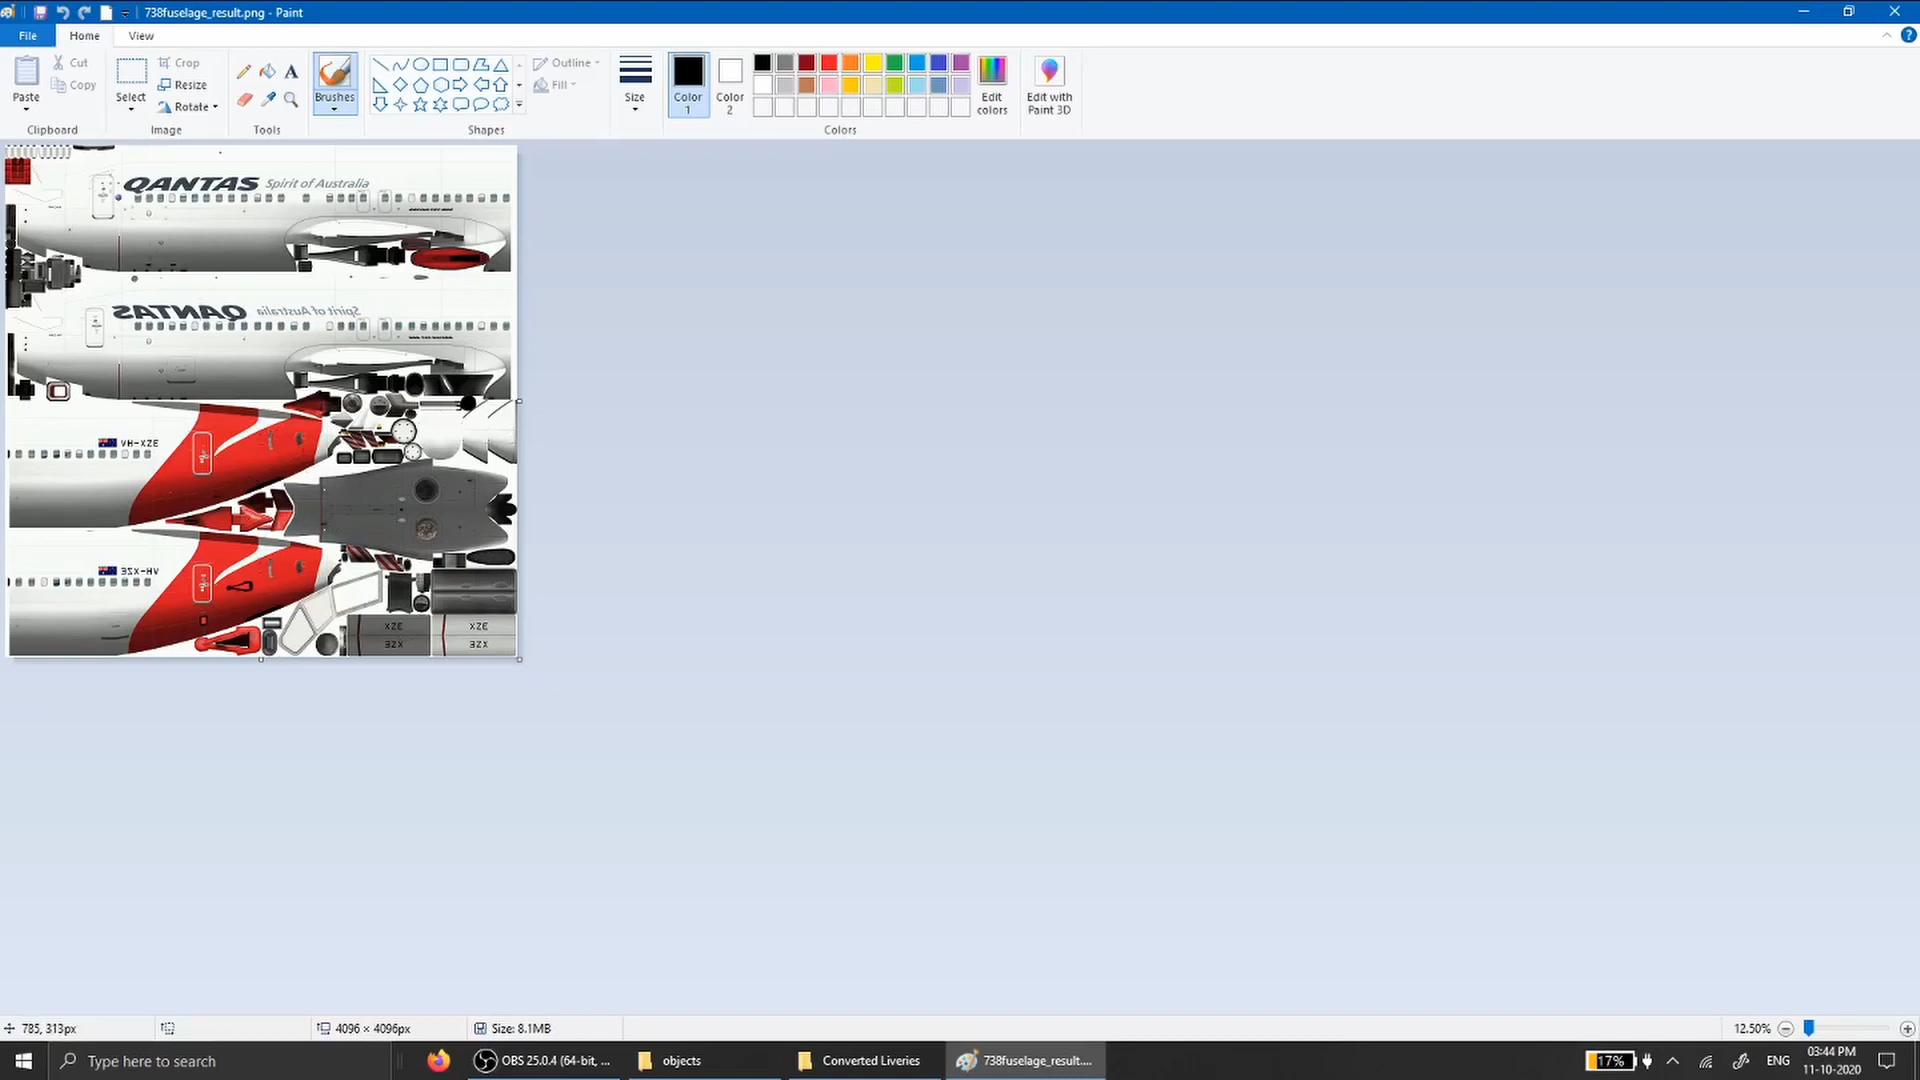 738fuselage_result.png - Paint
File Home View
Paste Cut Copy Clipboard
Select Crop Resize Rotate Image
Tools
Brushes
Outline Fill Shapes
Size
Color 1 Color 2 Edit colors Colors
Edit with Paint 3D
QANTAS Spirit of Australia
QANTAS Spirit of Australia
VH-XZE
VH-XZE
XZE XZE
XZE XZE
785, 313px 4096 × 4096px Size: 8.1MB 12.50%
Type here to search OBS 25.0.4 (64-bit, ... objects Converted Liveries 738fuselage_result.... 17% ENG 03:44 PM
11-10-2020